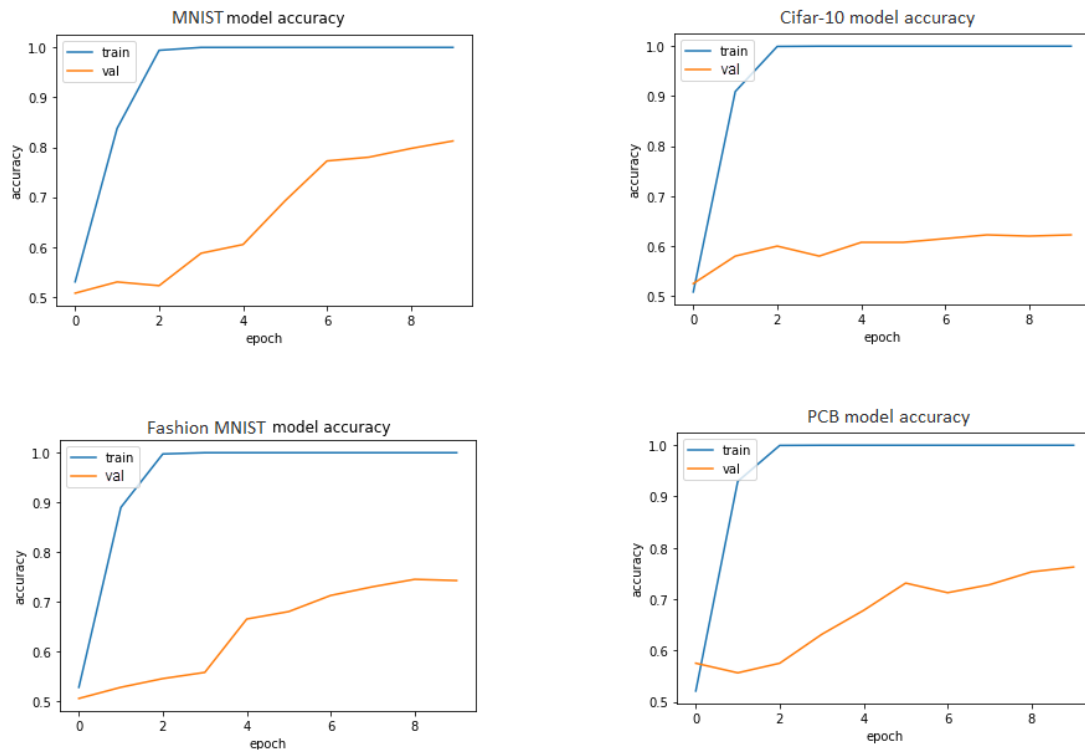 MNIST model accuracy
train
val
1.0
0.9
0.8
0.7
0.6
0.5
accuracy
0 2 4 6 8
epoch
Cifar-10 model accuracy
train
val
1.0
0.9
0.8
0.7
0.6
0.5
accuracy
0 2 4 6 8
epoch
Fashion MNIST model accuracy
train
val
1.0
0.9
0.8
0.7
0.6
0.5
accuracy
0 2 4 6 8
epoch
PCB model accuracy
train
val
1.0
0.9
0.8
0.7
0.6
0.5
accuracy
0 2 4 6 8
epoch